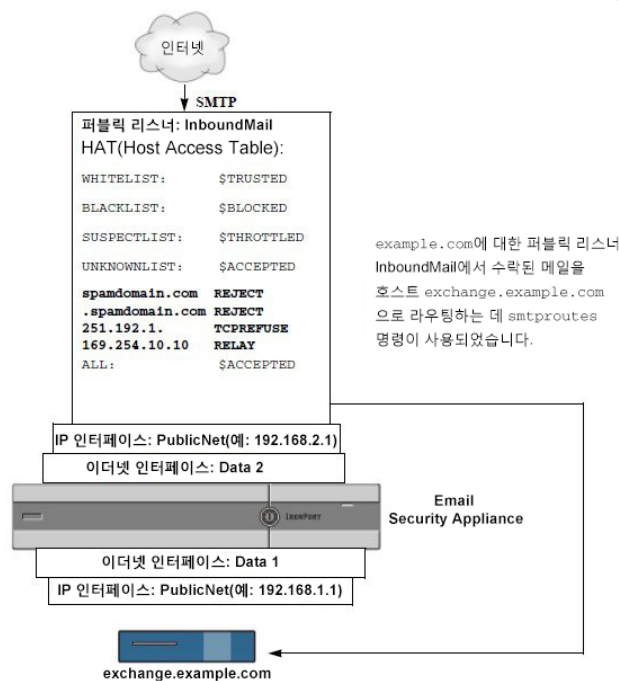 인터넷
SMTP
퍼블릭 리스너: InboundMail
HAT(Host Access Table):
WHITELIST: $TRUSTED
BLACKLIST: $BLOCKED
SUSPECTLIST: $THROTTLED
UNKNOWNLIST: $ACCEPTED
spamdomain.com REJECT
.spamdomain.com REJECT
251.192.1. TCPREFUSE
169.254.10.10 RELAY
ALL: $ACCEPTED
example.com에 대한 퍼블릭 리스너
InboundMail에서 수락된 메일을
호스트 exchange.example.com
으로 라우팅하는 데 smtproutes
명령이 사용되었습니다.
IP 인터페이스: PublicNet(예: 192.168.2.1)
이더넷 인터페이스: Data 2
IRONPORT
Email
Security Appliance
이더넷 인터페이스: Data 1
IP 인터페이스: PublicNet(예: 192.168.1.1)
exchange.example.com